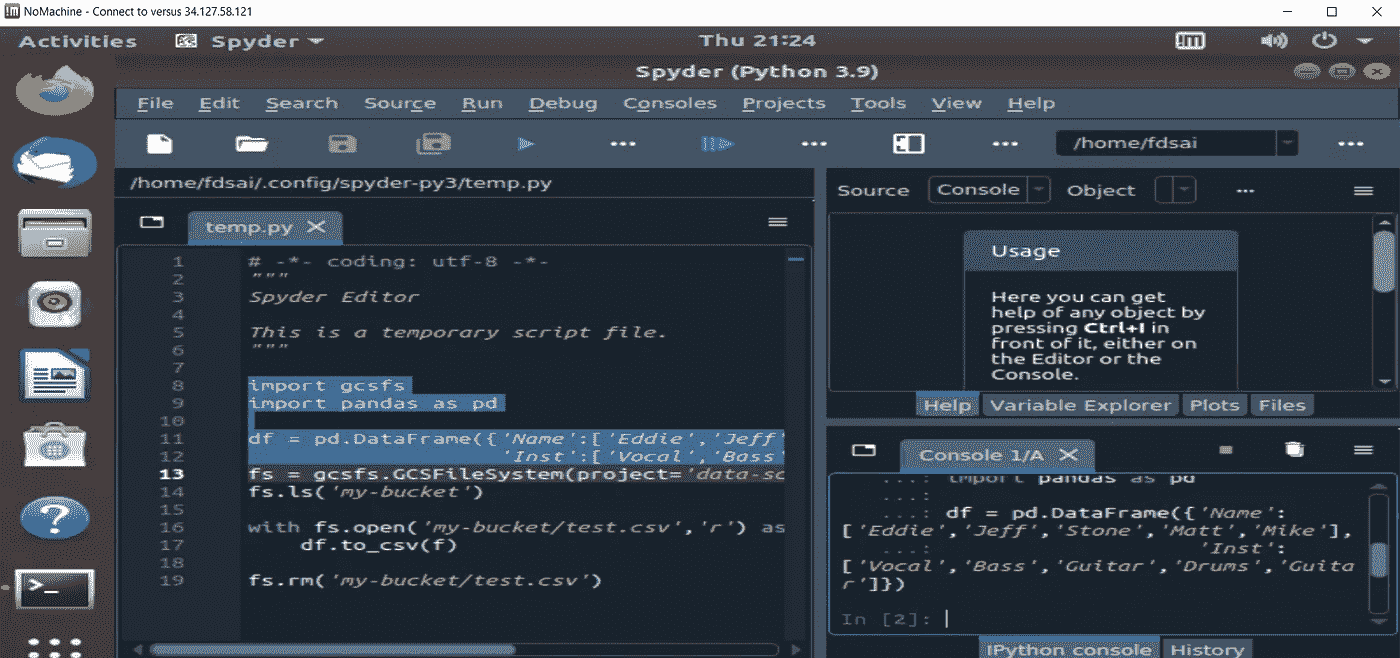 NoMachine - Connect to versus 34.127.58.121
Activities Spyder Thu 21:24
Spyder (Python 3.9)
File Edit Search Source Run Debug Consoles Projects Tools View Help
/home/fdsai
/home/fdsai/.config/spyder-py3/temp.py
temp.py
1 # -*- coding: utf-8 -*-
2 """
3 Spyder Editor
4
5 This is a temporary script file.
6 """
7
8 import gcsfs
9 import pandas as pd
10
11 df = pd.DataFrame({'Name':['Eddie','Jeff'
12 'Inst':['Vocal','Bass'
13 fs = gcsfs.GCSFileSystem(project='data-sc
14 fs.ls('my-bucket')
15
16 with fs.open('my-bucket/test.csv','r') as
17 df.to_csv(f)
18
19 fs.rm('my-bucket/test.csv')
Source Console Object
Usage
Here you can get
help of any object by
pressing Ctrl+I in
front of it, either on
the Editor or the
Console.
Help Variable Explorer Plots Files
Console 1/A
...: import pandas as pd
...:
...: df = pd.DataFrame({'Name':
['Eddie','Jeff','Stone','Matt','Mike'],
...: 'Inst':
['Vocal','Bass','Guitar','Drums','Guita
r']})
In [2]:
IPython console History